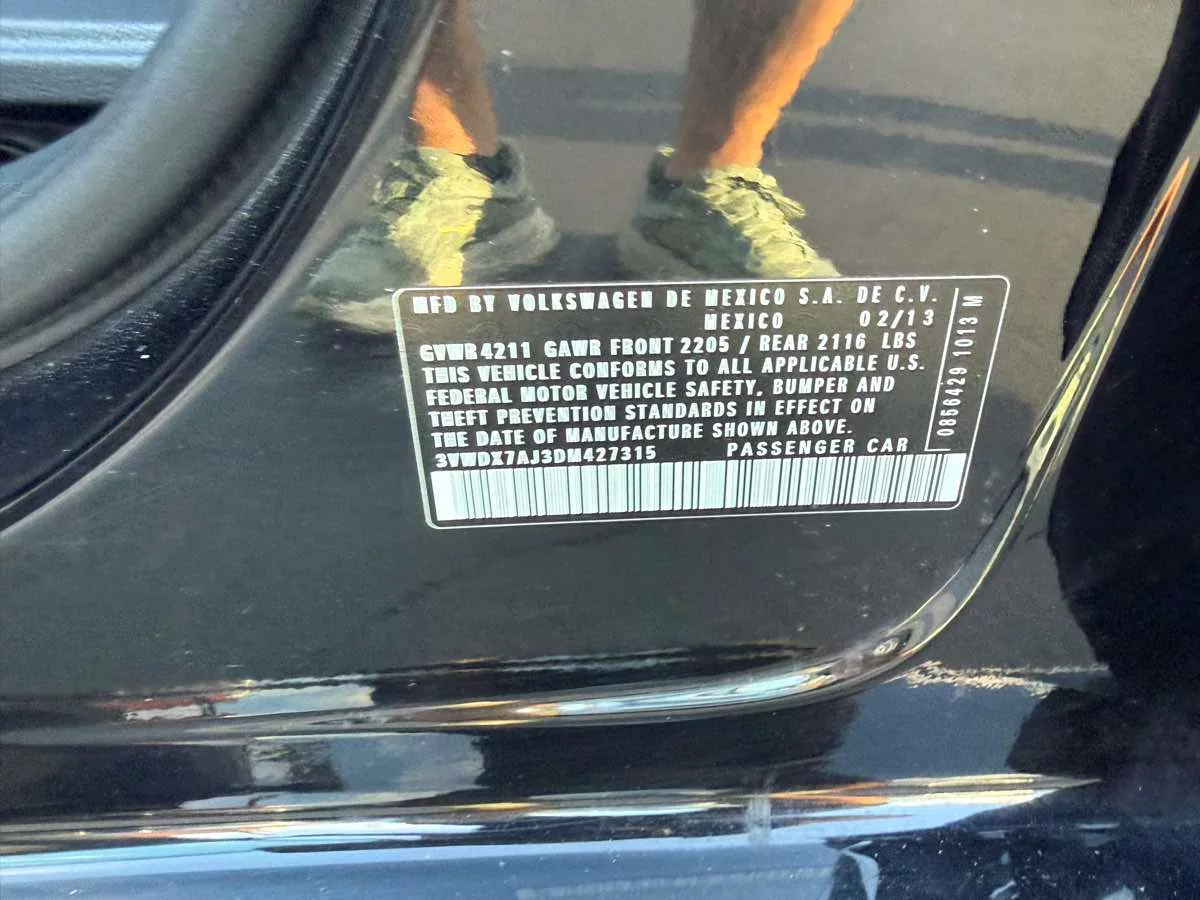 MFD BY VOLKSWAGEN DE MEXICO S.A. DE C.V.
MEXICO 02/13
GVWR 4211 GAWR FRONT 2205 / REAR 2116 LBS
THIS VEHICLE CONFORMS TO ALL APPLICABLE U.S.
FEDERAL MOTOR VEHICLE SAFETY, BUMPER AND
THEFT PREVENTION STANDARDS IN EFFECT ON
THE DATE OF MANUFACTURE SHOWN ABOVE.
3VWDX7AJ3DM427315 PASSENGER CAR
0856429 1013 M